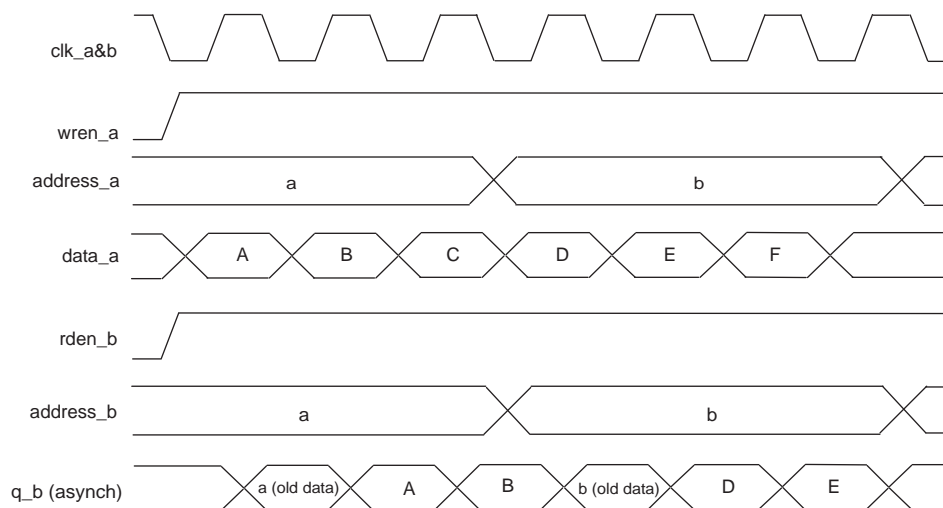 clk_a&b
wren_a
address_a a b
data_a A B C D E F
rden_b
address_b a b
q_b (asynch) a (old data) A B b (old data) D E